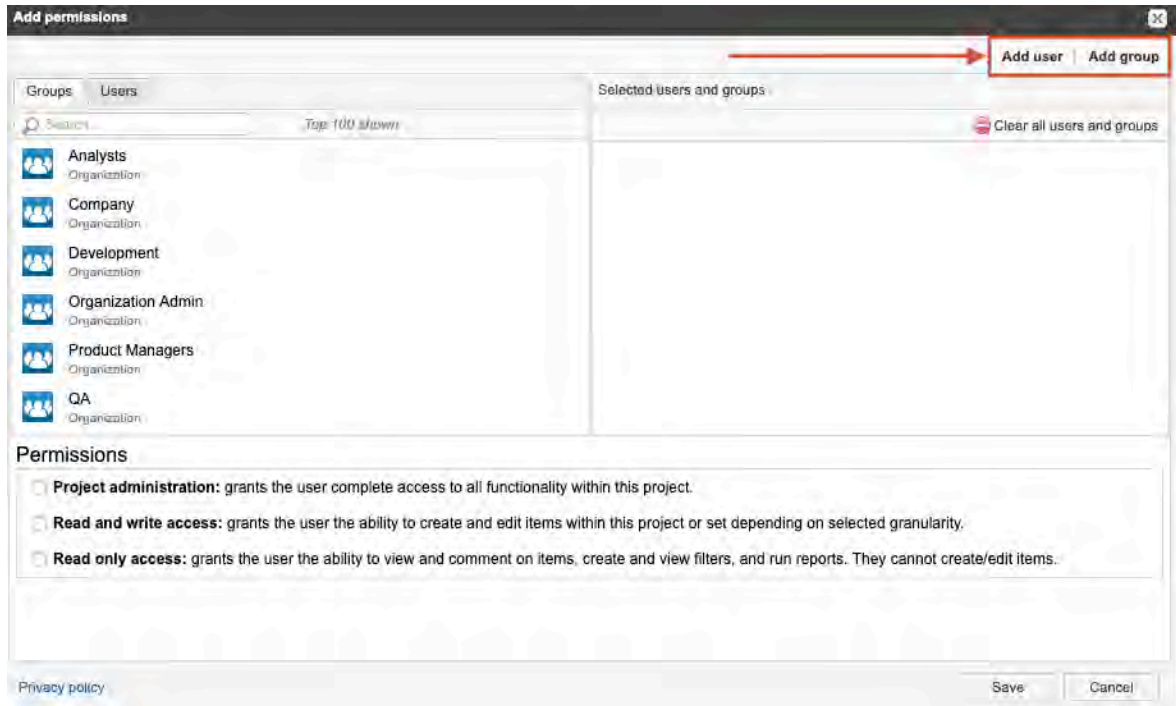 Add permissions
Add user | Add group
Groups Users
Selected users and groups
Search... Top 100 shown
Clear all users and groups
Analysts
Organization
Company
Organization
Development
Organization
Organization Admin
Organization
Product Managers
Organization
QA
Organization
Permissions
Project administration: grants the user complete access to all functionality within this project.
Read and write access: grants the user the ability to create and edit items within this project or set depending on selected granularity.
Read only access: grants the user the ability to view and comment on items, create and view filters, and run reports. They cannot create/edit items.
Privacy policy
Save Cancel